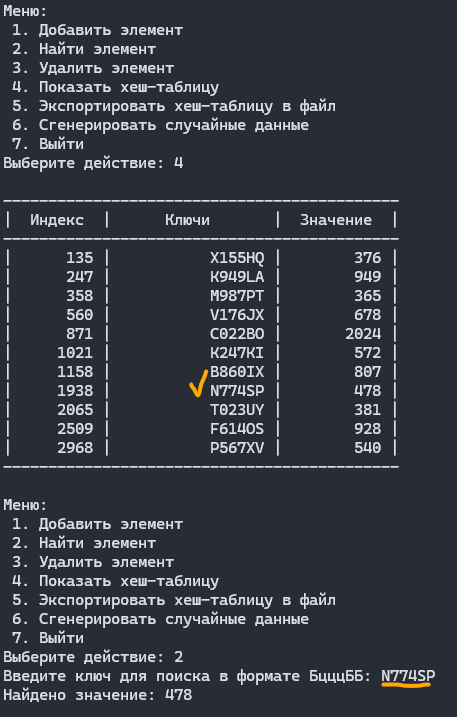 Меню:
1. Добавить элемент
2. Найти элемент
3. Удалить элемент
4. Показать хеш-таблицу
5. Экспортировать хеш-таблицу в файл
6. Сгенерировать случайные данные
7. Выйти
Выберите действие: 4
--------------------------------------------
| Индекс | Ключи | Значение |
--------------------------------------------
| 135 | X155HQ | 376 |
| 247 | K949LA | 949 |
| 358 | M987PT | 365 |
| 560 | V176JX | 678 |
| 871 | C022BO | 2024 |
| 1021 | K247KI | 572 |
| 1158 | B860IX | 807 |
| 1938 | N774SP | 478 |
| 2065 | T023UY | 381 |
| 2509 | F614OS | 928 |
| 2968 | P567XV | 540 |
--------------------------------------------
Меню:
1. Добавить элемент
2. Найти элемент
3. Удалить элемент
4. Показать хеш-таблицу
5. Экспортировать хеш-таблицу в файл
6. Сгенерировать случайные данные
7. Выйти
Выберите действие: 2
Введите ключ для поиска в формате БцццББ: N774SP
Найдено значение: 478